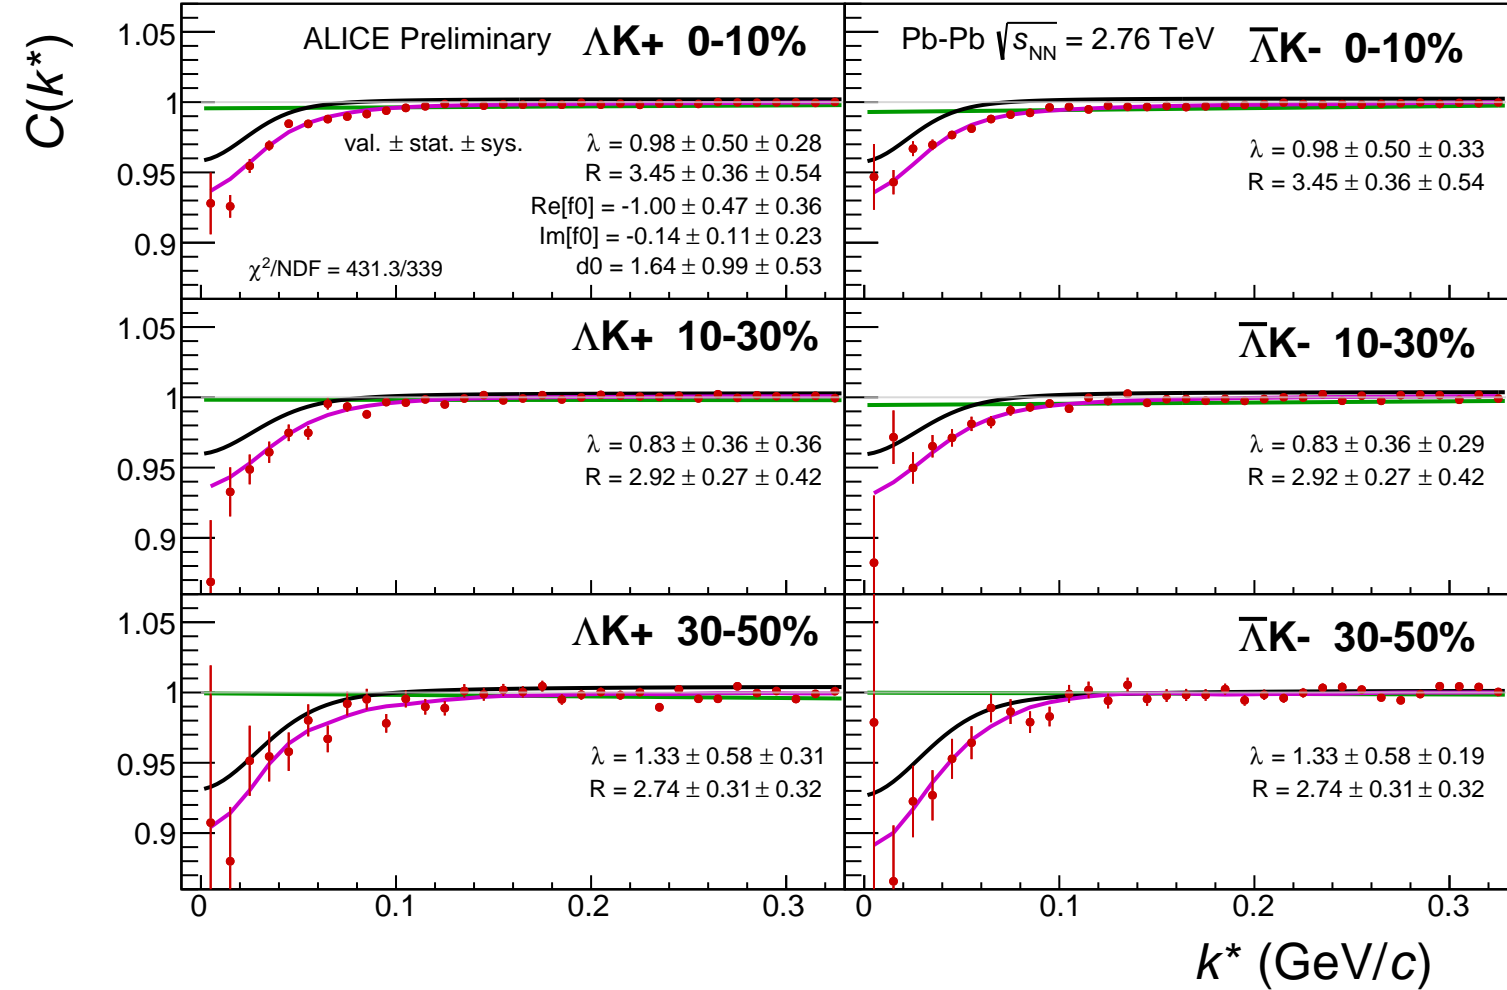 C(k*)
ALICE Preliminary ΛK+ 0-10%
val. ± stat. ± sys.
λ = 0.98 ± 0.50 ± 0.28
R = 3.45 ± 0.36 ± 0.54
Re[f0] = -1.00 ± 0.47 ± 0.36
Im[f0] = -0.14 ± 0.11 ± 0.23
d0 = 1.64 ± 0.99 ± 0.53
χ²/NDF = 431.3/339
1.05
1
0.95
0.9
Pb-Pb √s_NN = 2.76 TeV Λ̅K- 0-10%
λ = 0.98 ± 0.50 ± 0.33
R = 3.45 ± 0.36 ± 0.54
ΛK+ 10-30%
λ = 0.83 ± 0.36 ± 0.36
R = 2.92 ± 0.27 ± 0.42
1.05
1
0.95
0.9
Λ̅K- 10-30%
λ = 0.83 ± 0.36 ± 0.29
R = 2.92 ± 0.27 ± 0.42
ΛK+ 30-50%
λ = 1.33 ± 0.58 ± 0.31
R = 2.74 ± 0.31 ± 0.32
1.05
1
0.95
0.9
Λ̅K- 30-50%
λ = 1.33 ± 0.58 ± 0.19
R = 2.74 ± 0.31 ± 0.32
0 0.1 0.2 0.3
0 0.1 0.2 0.3
k* (GeV/c)